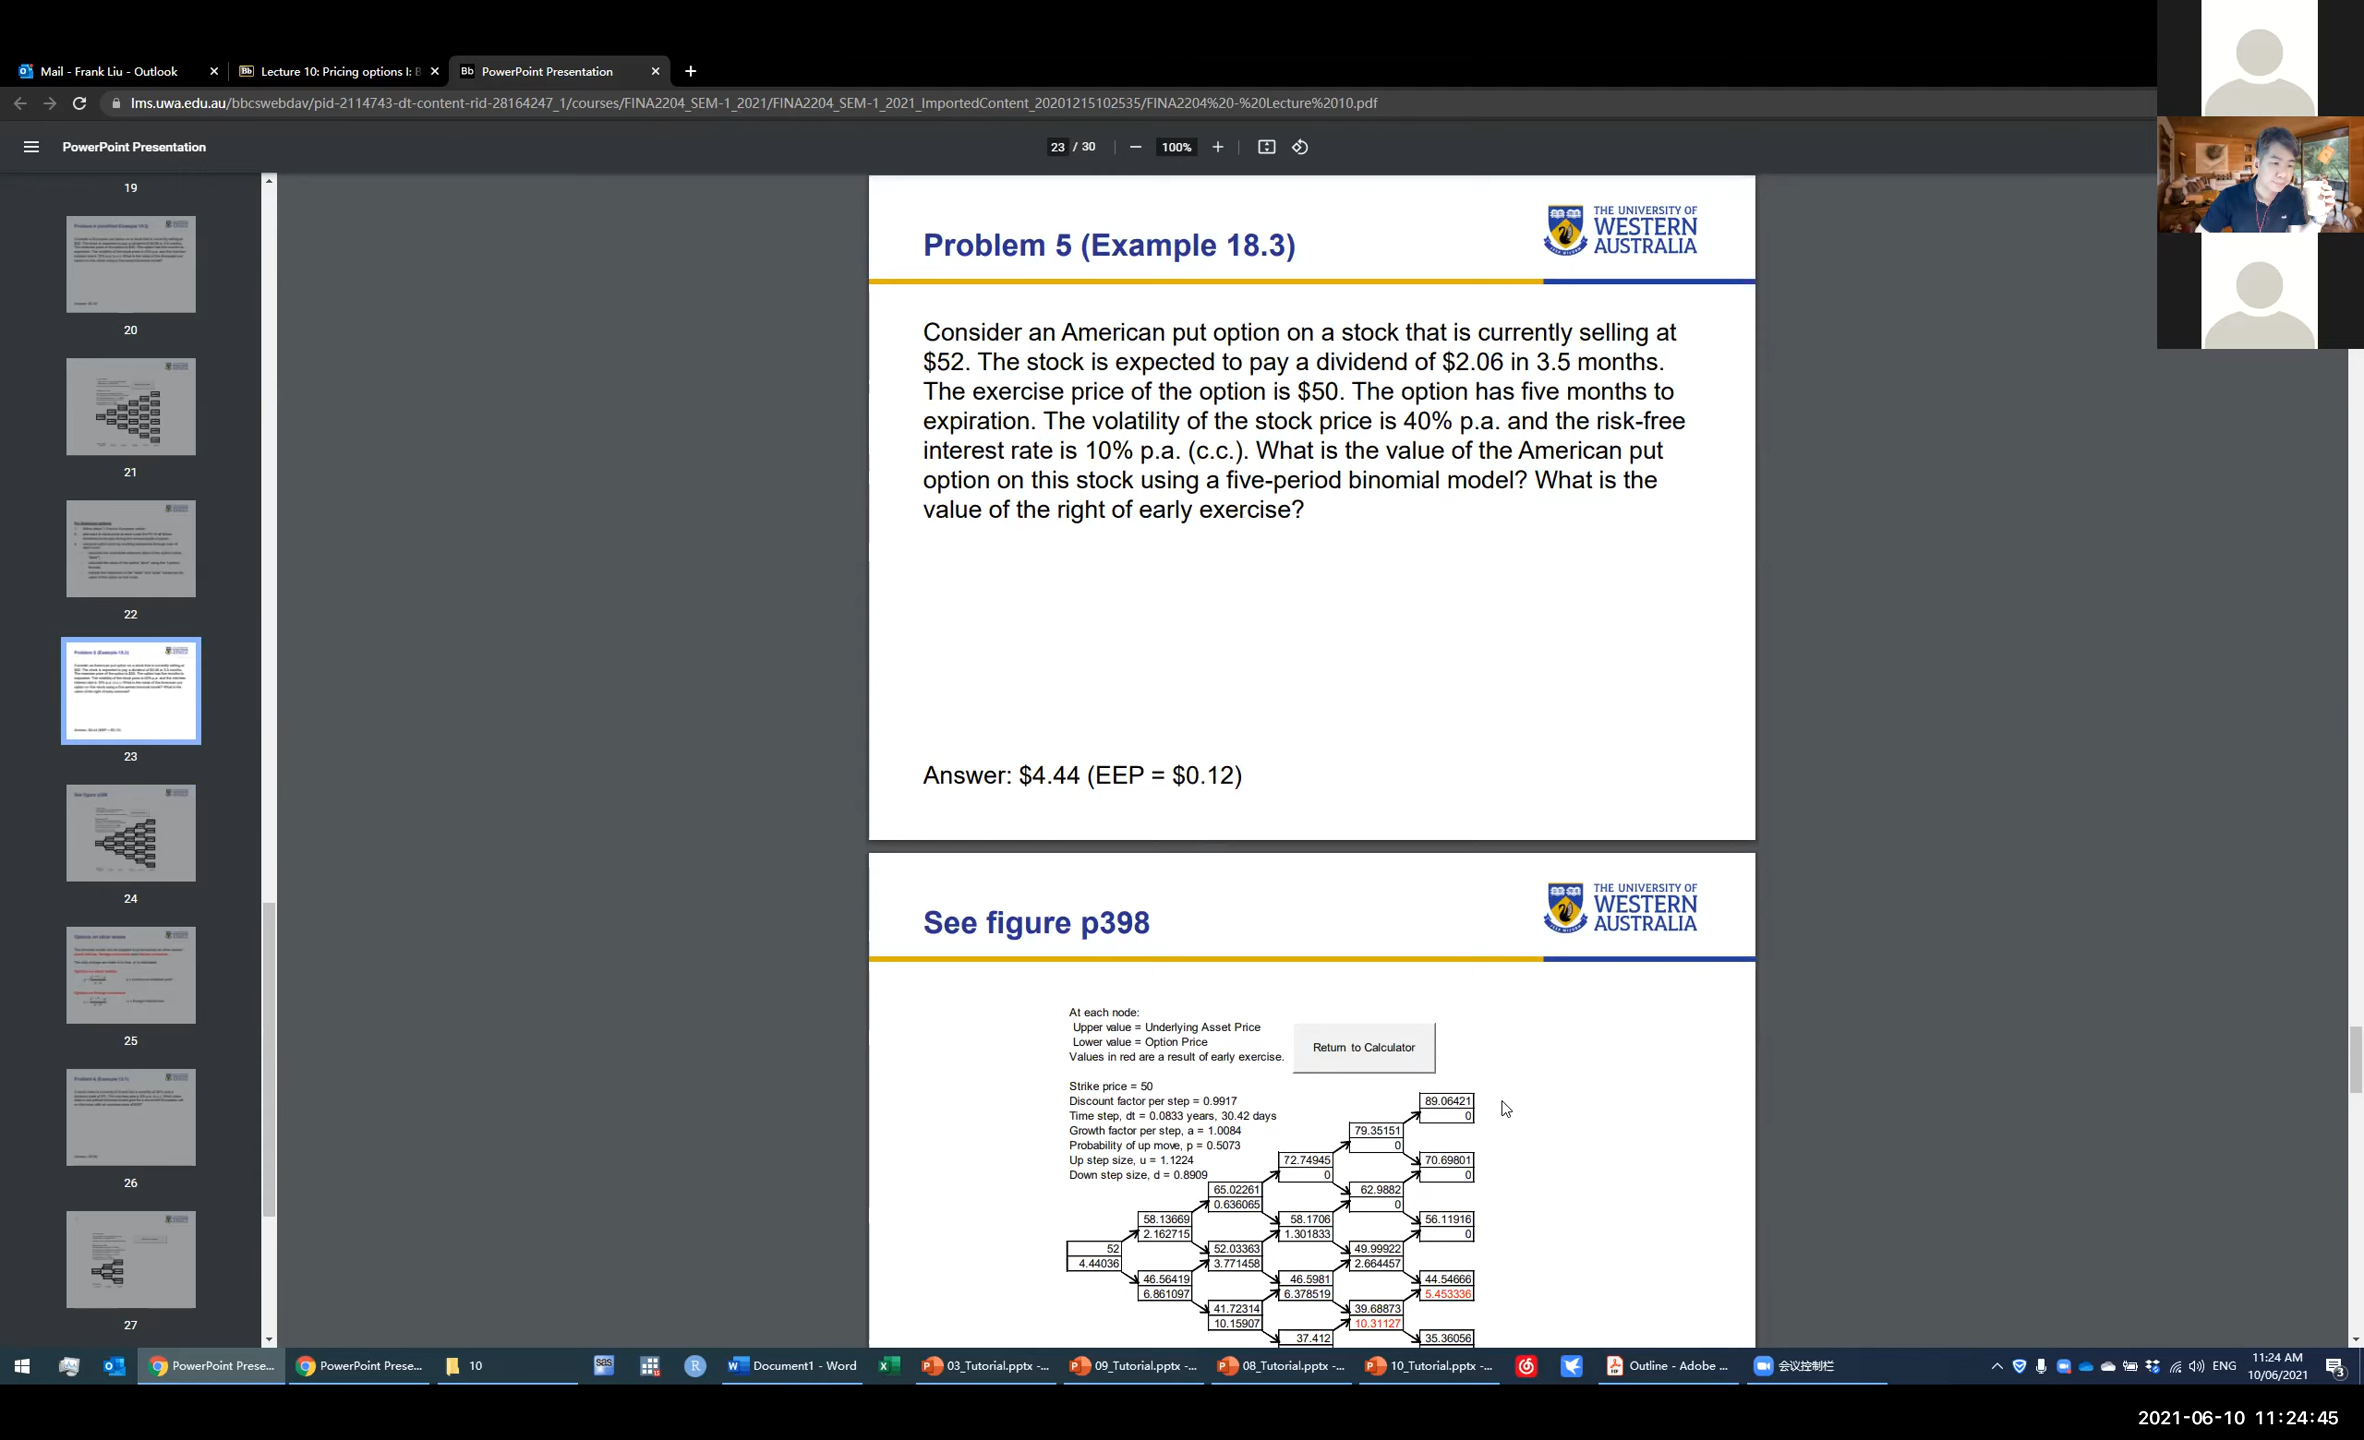 Mail - Frank Liu - Outlook
Lecture 10: Pricing options I: B
PowerPoint Presentation
lms.uwa.edu.au/bbcswebdav/pid-2114743-dt-content-rid-28164247_1/courses/FINA2204_SEM-1_2021/FINA2204_SEM-1_2021_ImportedContent_20201215102535/FINA2204%20-%20Lecture%2010.pdf
PowerPoint Presentation
23 / 30
100%
19
20
21
22
23
24
25
26
27
Problem 5 (Example 18.3)
THE UNIVERSITY OF
WESTERN
AUSTRALIA
Consider an American put option on a stock that is currently selling at
$52. The stock is expected to pay a dividend of $2.06 in 3.5 months.
The exercise price of the option is $50. The option has five months to
expiration. The volatility of the stock price is 40% p.a. and the risk-free
interest rate is 10% p.a. (c.c.). What is the value of the American put
option on this stock using a five-period binomial model? What is the
value of the right of early exercise?
Answer: $4.44 (EEP = $0.12)
See figure p398
THE UNIVERSITY OF
WESTERN
AUSTRALIA
At each node:
Upper value = Underlying Asset Price
Lower value = Option Price
Values in red are a result of early exercise.
Return to Calculator
Strike price = 50
Discount factor per step = 0.9917
Time step, dt = 0.0833 years, 30.42 days
Growth factor per step, a = 1.0084
Probability of up move, p = 0.5073
Up step size, u = 1.1224
Down step size, d = 0.8909
89.06421
0
79.35151
0
72.74945
0
70.69801
0
65.02261
0.636065
62.9882
0
58.13669
2.162715
58.1706
1.301833
56.11916
0
52
4.44036
52.03363
3.771458
49.99922
2.664457
46.56419
6.861097
46.5981
6.378519
44.54666
5.453336
41.72314
10.15907
39.68873
10.31127
37.412
35.36056
PowerPoint Prese...
PowerPoint Prese...
10
Document1 - Word
03_Tutorial.pptx -...
09_Tutorial.pptx -...
08_Tutorial.pptx -...
10_Tutorial.pptx -...
Outline - Adobe ...
会议控制栏
ENG
11:24 AM
10/06/2021
3
2021-06-10 11:24:45